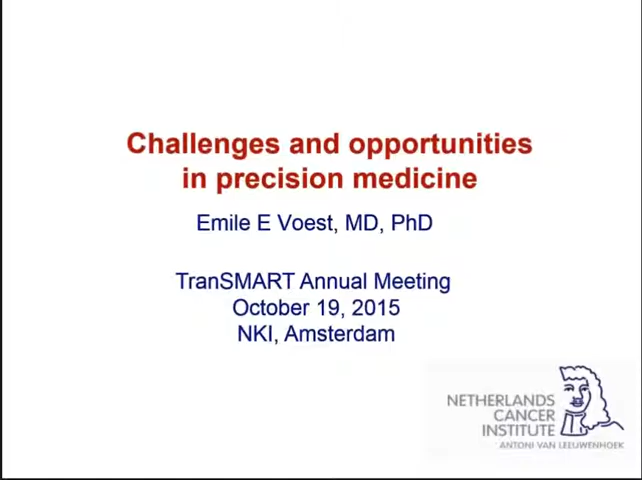 Challenges and opportunities
in precision medicine
Emile E Voest, MD, PhD
TranSMART Annual Meeting
October 19, 2015
NKI, Amsterdam
NETHERLANDS
CANCER
INSTITUTE
ANTONI VAN LEEUWENHOEK